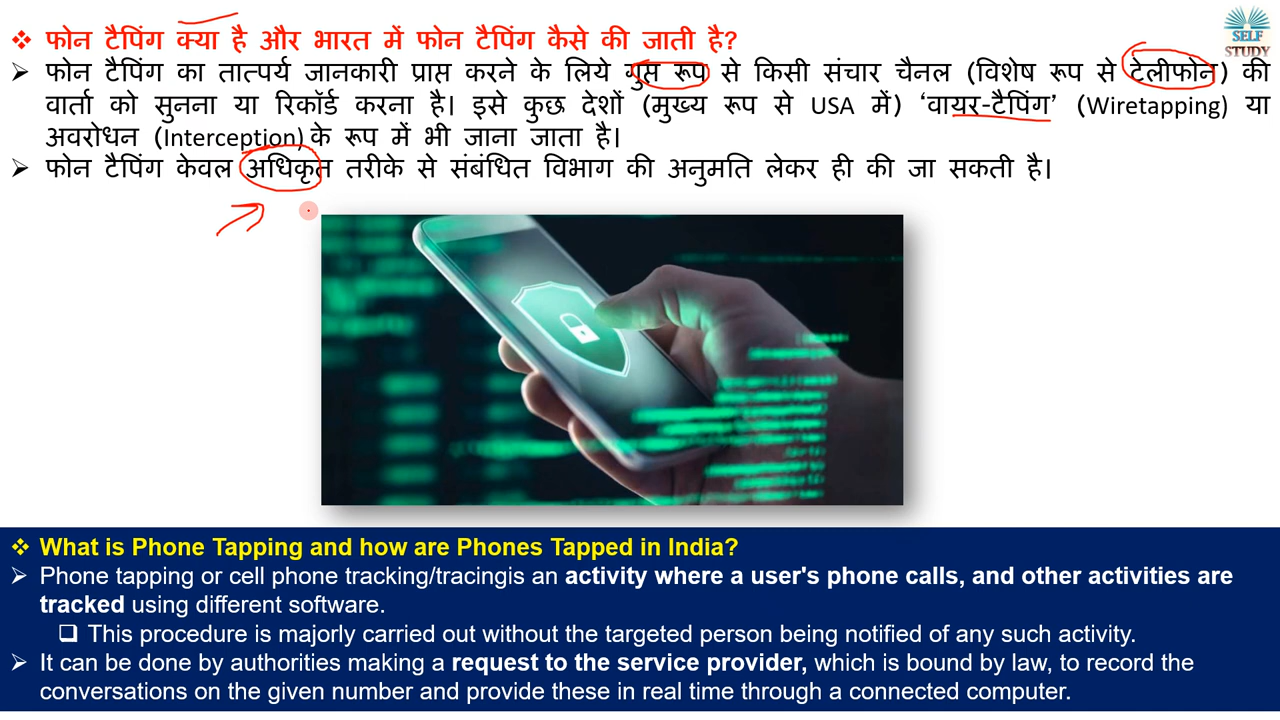 SELF
STUDY
❖ फोन टैपिंग क्या है और भारत में फोन टैपिंग कैसे की जाती है?
➢ फोन टैपिंग का तात्पर्य जानकारी प्राप्त करने के लिये गुप्त रूप से किसी संचार चैनल (विशेष रूप से टेलीफोन) की
वार्ता को सुनना या रिकॉर्ड करना है। इसे कुछ देशों (मुख्य रूप से USA में) ‘वायर-टैपिंग’ (Wiretapping) या
अवरोधन (Interception) के रूप में भी जाना जाता है।
➢ फोन टैपिंग केवल अधिकृत तरीके से संबंधित विभाग की अनुमति लेकर ही की जा सकती है।
❖ What is Phone Tapping and how are Phones Tapped in India?
➢ Phone tapping or cell phone tracking/tracingis an activity where a user's phone calls, and other activities are
tracked using different software.
❑ This procedure is majorly carried out without the targeted person being notified of any such activity.
➢ It can be done by authorities making a request to the service provider, which is bound by law, to record the
conversations on the given number and provide these in real time through a connected computer.